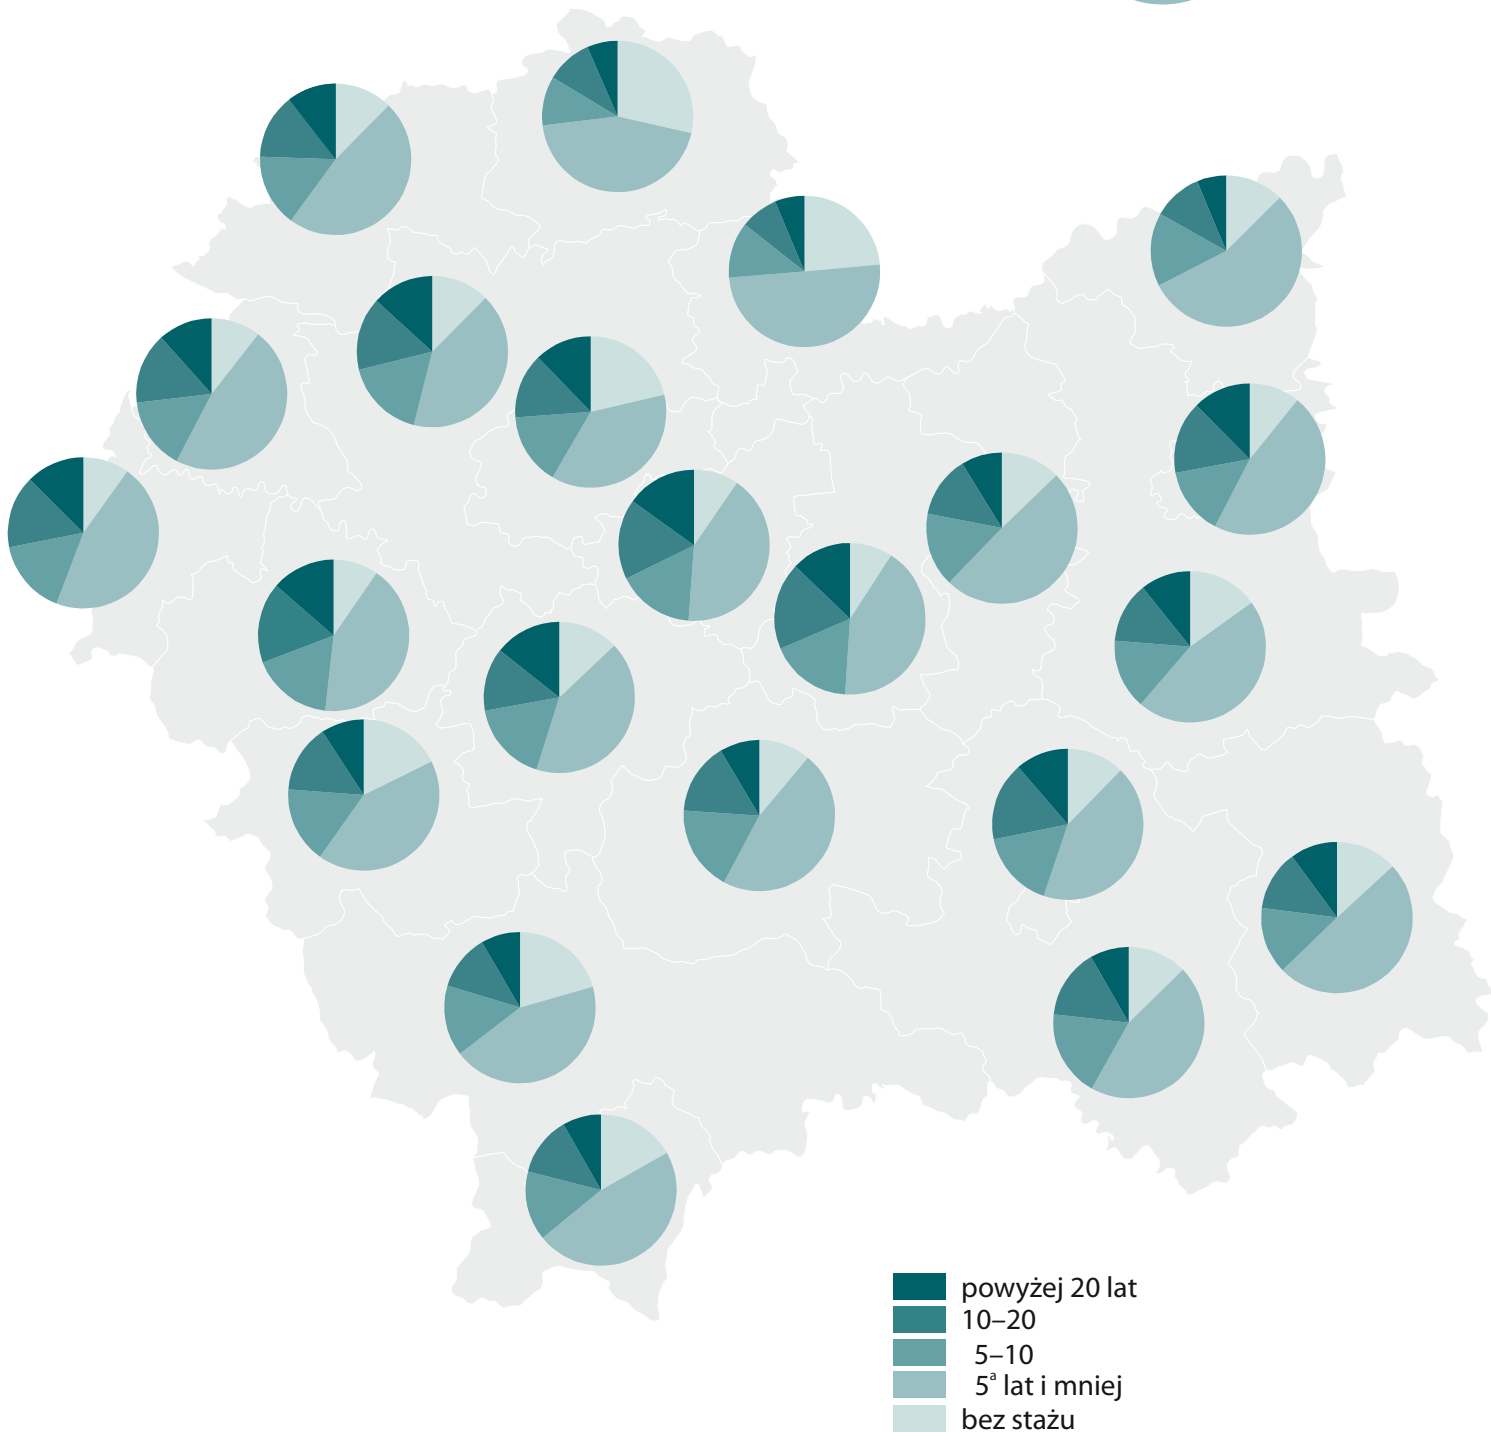 powyżej 20 lat
10–20
5–10
5ª lat i mniej
bez stażu